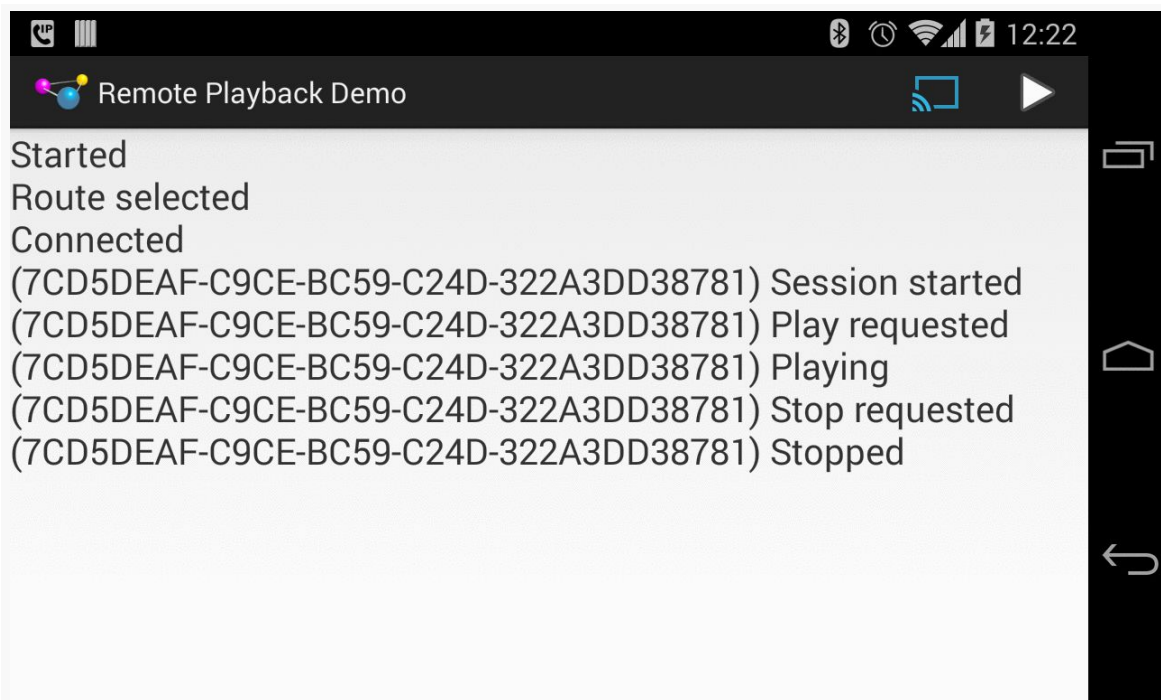 IP
12:22
Remote Playback Demo
Started
Route selected
Connected
(7CD5DEAF-C9CE-BC59-C24D-322A3DD38781) Session started
(7CD5DEAF-C9CE-BC59-C24D-322A3DD38781) Play requested
(7CD5DEAF-C9CE-BC59-C24D-322A3DD38781) Playing
(7CD5DEAF-C9CE-BC59-C24D-322A3DD38781) Stop requested
(7CD5DEAF-C9CE-BC59-C24D-322A3DD38781) Stopped